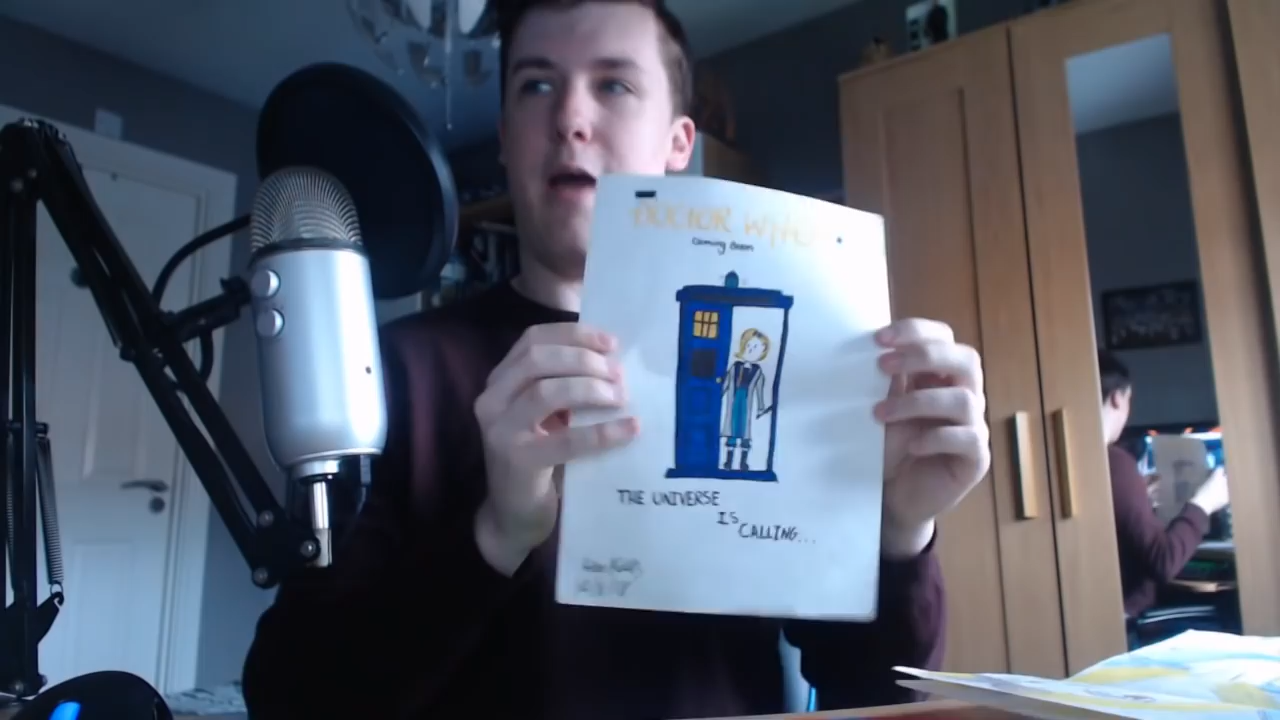 DOCTOR WHO
Coming Soon
THE UNIVERSE
IS
CALLING...